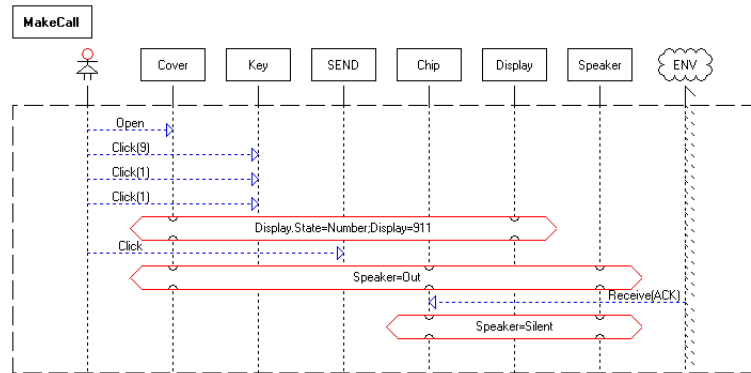 MakeCall
Cover Key SEND Chip Display Speaker ENV
Open
Click(9)
Click(1)
Click(1)
Display.State=Number;Display=911
Click
Speaker=Out
Receive(ACK)
Speaker=Silent